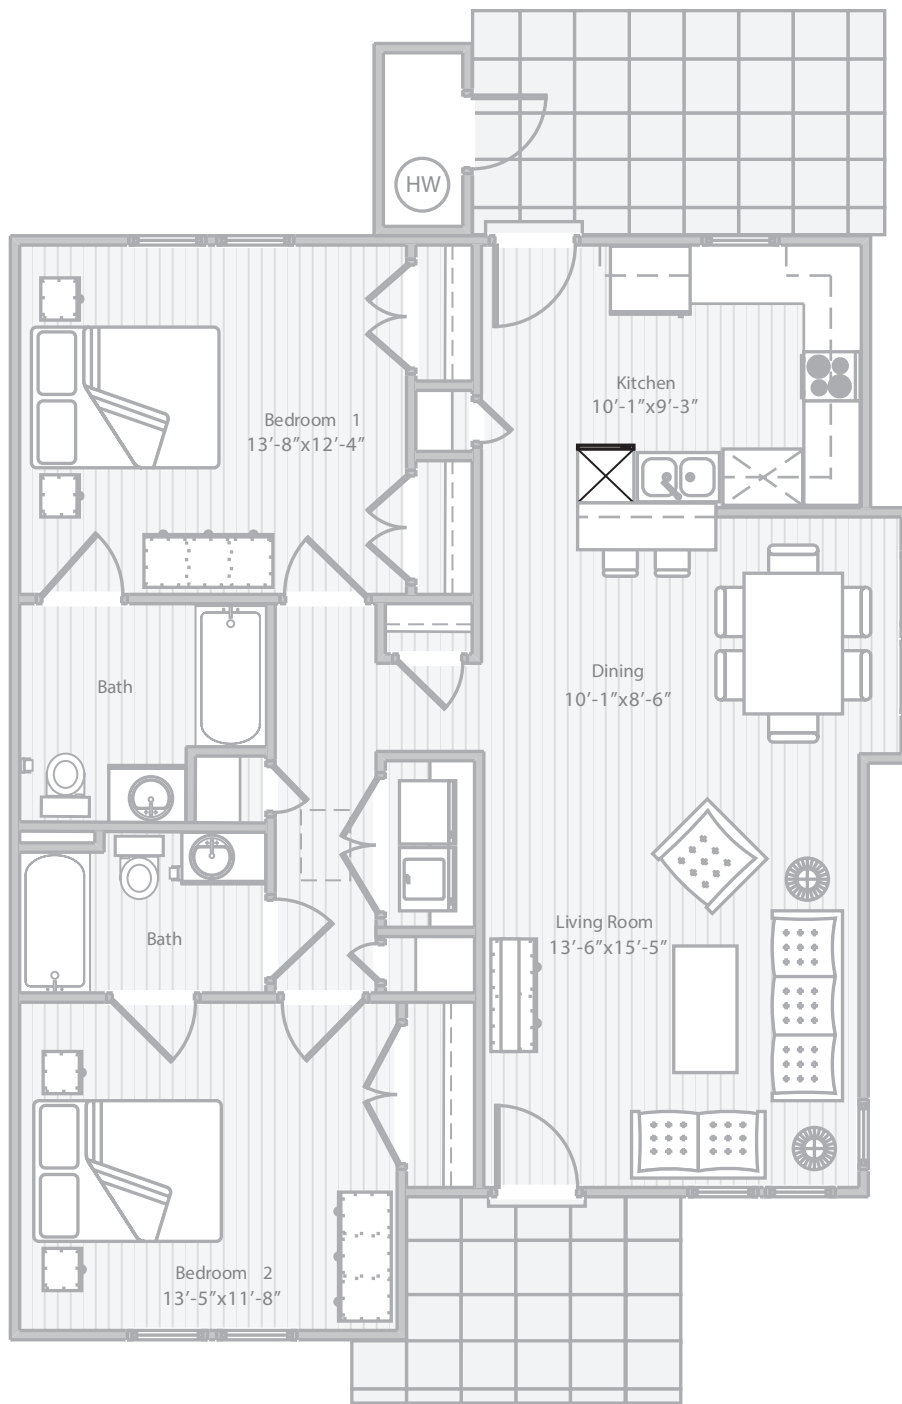 HW
Kitchen
10'-1"x9'-3"
Bedroom 1
13'-8"x12'-4"
Dining
10'-1"x8'-6"
Bath
Living Room
13'-6"x15'-5"
Bath
Bedroom 2
13'-5"x11'-8"